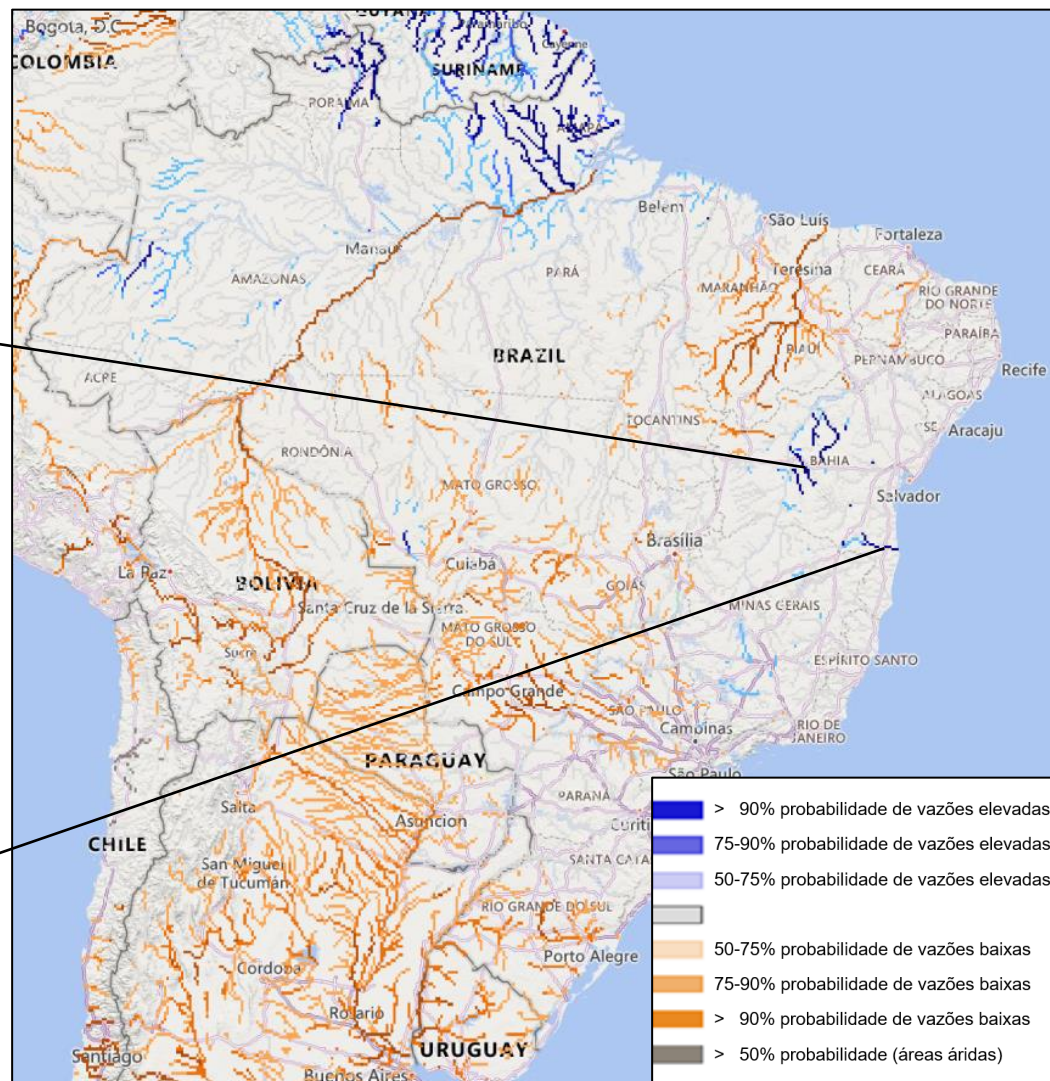 GUYANA
Bogota, D.C.
Paramaribo
Cayenne
COLOMBIA
SURINAME
RORAIMA
AMAPÁ
Belem
São Luís
Fortaleza
Manaus
Teresina
CEARÁ
PARÁ
AMAZONAS
MARANHÃO
RIO GRANDE
DO NORTE
PARAÍBA
BRAZIL
PIAUÍ
PERNAMBUCO
Recife
ACRE
ALAGOAS
TOCANTINS
SE
Aracaju
RONDÔNIA
BAHIA
MATO GROSSO
Salvador
Brasília
Cuiabá
La Paz
BOLIVIA
GOIÁS
Santa Cruz de la Sierra
MINAS GERAIS
MATO GROSSO
DO SUL
Sucre
ESPÍRITO SANTO
Campo Grande
SÃO PAULO
Campinas
RIO DE
JANEIRO
PARAGUAY
São Paulo
PARANÁ
Salta
Asuncion
Curiti
CHILE
SANTA CATA
San Miguel
de Tucumán
RIO GRANDE DO SUL
Porto Alegre
Cordoba
Rosario
Santiago
URUGUAY
Buenos Aires
> 90% probabilidade de vazões elevadas
75-90% probabilidade de vazões elevadas
50-75% probabilidade de vazões elevadas
50-75% probabilidade de vazões baixas
75-90% probabilidade de vazões baixas
> 90% probabilidade de vazões baixas
> 50% probabilidade (áreas áridas)